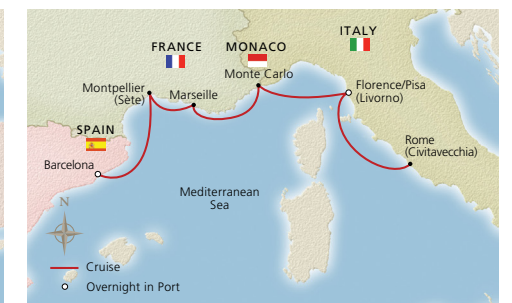 ITALY
FRANCE
MONACO
Monte Carlo
Montpellier
(Sète)
Marseille
Florence/Pisa
(Livorno)
SPAIN
Rome
(Civitavecchia)
Barcelona
Mediterranean
Sea
N
Cruise
Overnight in Port